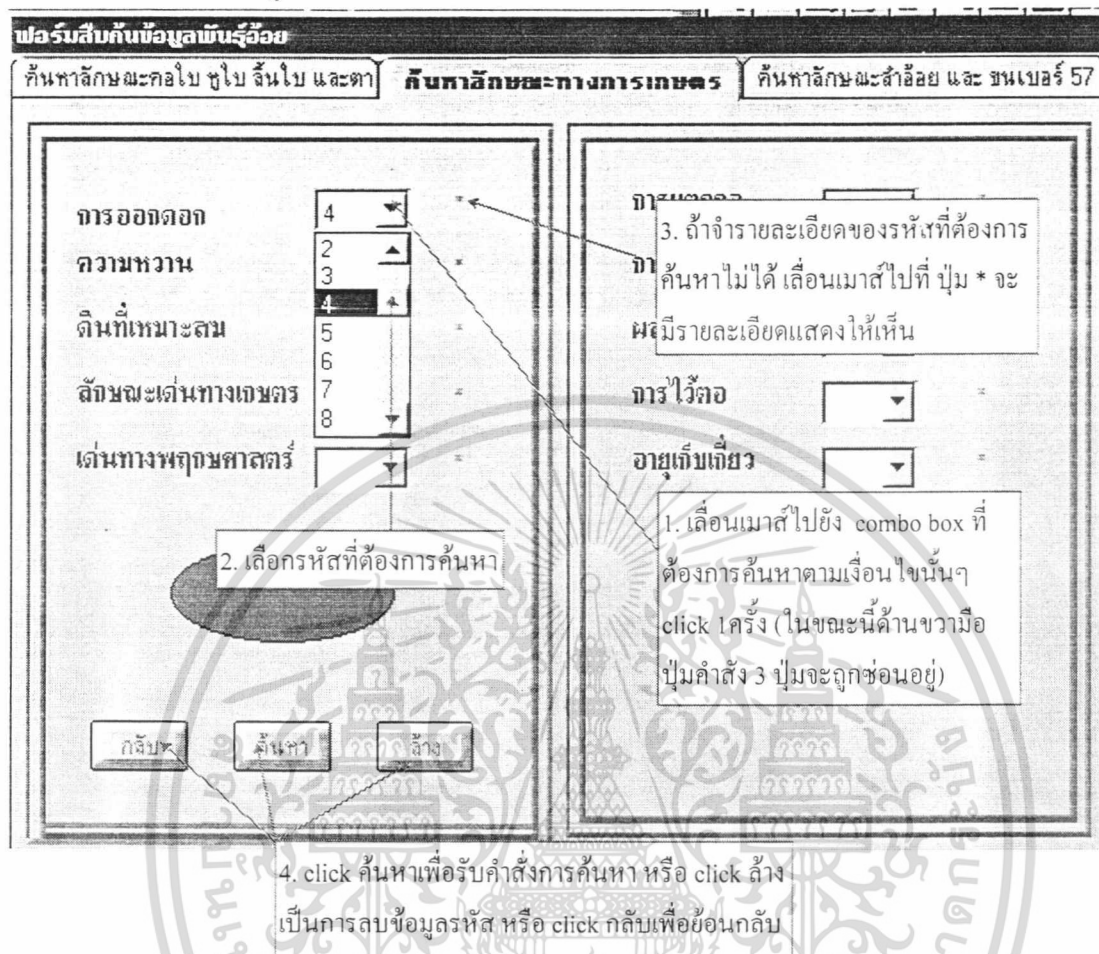 ฟอร์มสืบค้นข้อมูลพันธุ์อ้อย
ค้นหาลักษณะคอใบ หูใบ ลิ้นใบ และตา
ค้นหาลักษณะทางการเกษตร
ค้นหาลักษณะลำอ้อย และ ขนเบอร์ 57
การออกดอก
4
*
ความหวาน
2
*
3
4
ดินที่เหมาะสม
5
*
6
ลักษณะเด่นทางเกษตร
7
*
8
เด่นทางพฤกษศาสตร์
*
2. เลือกรหัสที่ต้องการค้นหา
กลับ
ค้นหา
ล้าง
การแตกกอ
*
3. ถ้าจำรายละเอียดของรหัสที่ต้องการ
ค้นหาไม่ได้ เลื่อนเมาส์ไปที่ ปุ่ม * จะ
มีรายละเอียดแสดงให้เห็น
การไว้ตอ
*
อายุเก็บเกี่ยว
*
1. เลื่อนเมาส์ไปยัง combo box ที่
ต้องการค้นหาตามเงื่อนไขนั้นๆ
click 1ครั้ง (ในขณะนี้ด้านขวามือ
ปุ่มคำสั่ง 3 ปุ่มจะถูกซ่อนอยู่)
4. click ค้นหาเพื่อรับคำสั่งการค้นหา หรือ click ล้าง
เป็นการลบข้อมูลรหัส หรือ click กลับเพื่อย้อนกลับ